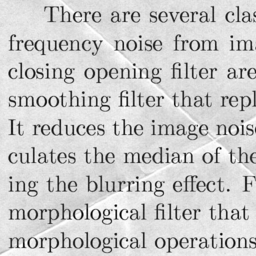 There are several clas
frequency noise from ima
closing opening filter are
smoothing filter that repl
It reduces the image nois
culates the median of the
ing the blurring effect. F
morphological filter that
morphological operations